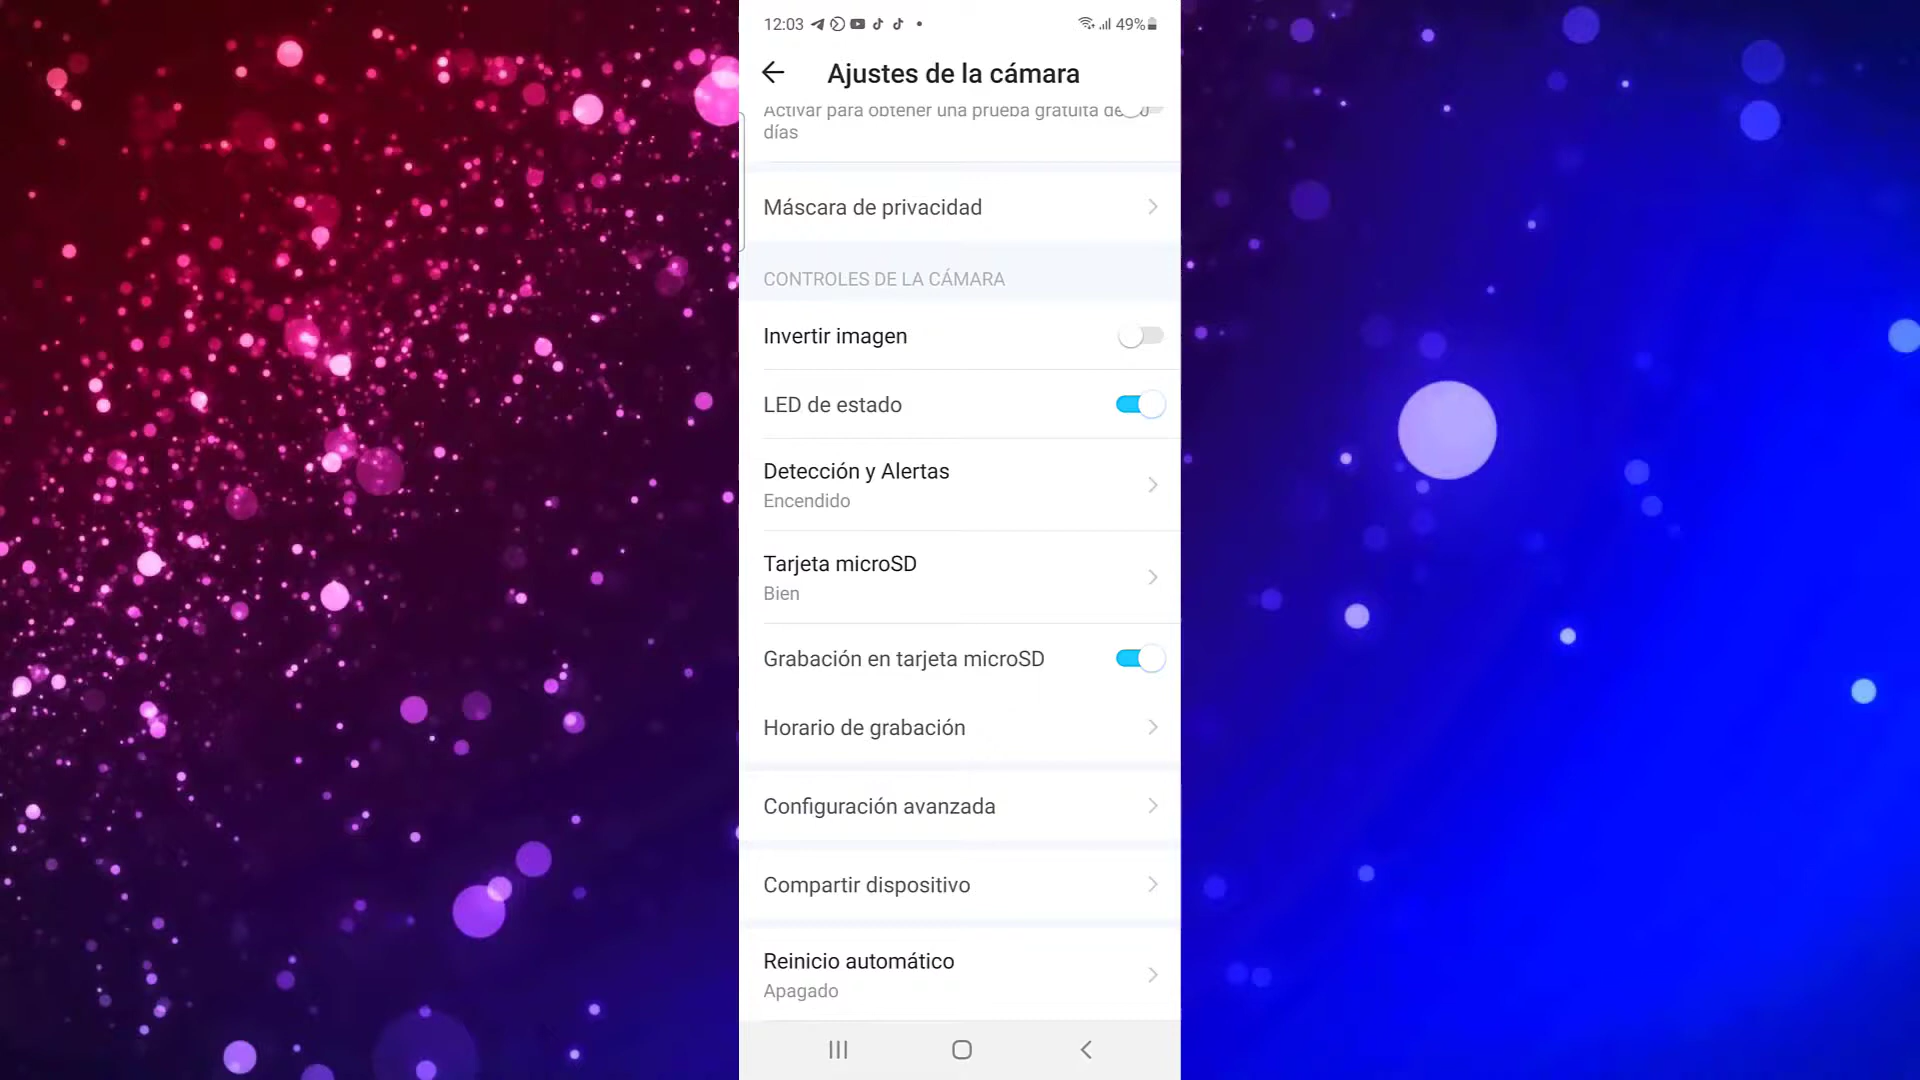 12:03
49%
Ajustes de la cámara
Activar para obtener una prueba gratuita de
días
Máscara de privacidad
CONTROLES DE LA CÁMARA
Invertir imagen
LED de estado
Detección y Alertas
Encendido
Tarjeta microSD
Bien
Grabación en tarjeta microSD
Horario de grabación
Configuración avanzada
Compartir dispositivo
Reinicio automático
Apagado